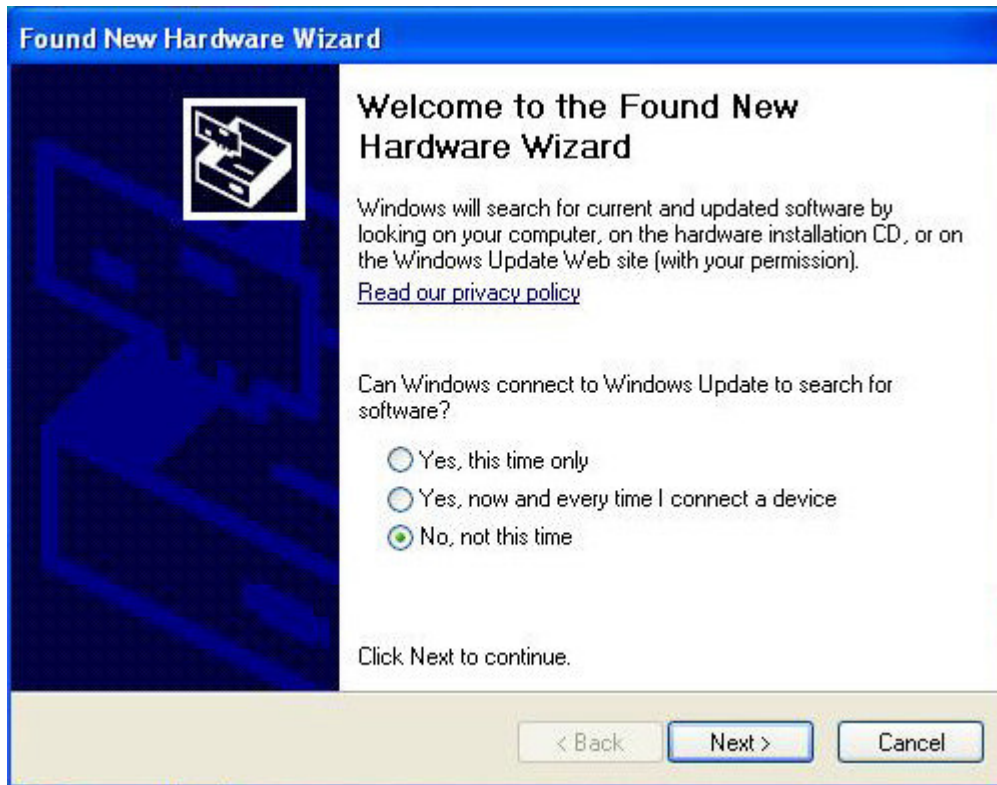 Found New Hardware Wizard
Welcome to the Found New
Hardware Wizard
Windows will search for current and updated software by
looking on your computer, on the hardware installation CD, or on
the Windows Update Web site (with your permission).
Read our privacy policy
Can Windows connect to Windows Update to search for
software?
Yes, this time only
Yes, now and every time I connect a device
No, not this time
Click Next to continue.
< Back Next > Cancel